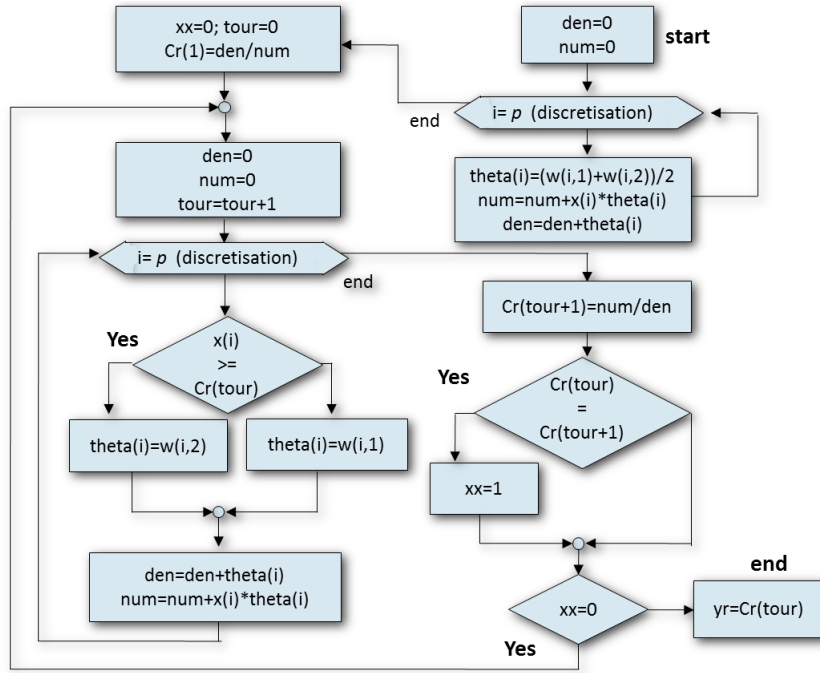 den=0
num=0
start
i= p (discretisation)
end
theta(i)=(w(i,1)+w(i,2))/2
num=num+x(i)*theta(i)
den=den+theta(i)
xx=0; tour=0
Cr(1)=den/num
den=0
num=0
tour=tour+1
i= p (discretisation)
end
x(i)
>=
Cr(tour)
Yes
theta(i)=w(i,2)
theta(i)=w(i,1)
den=den+theta(i)
num=num+x(i)*theta(i)
Cr(tour+1)=num/den
Cr(tour)
=
Cr(tour+1)
Yes
xx=1
xx=0
Yes
end
yr=Cr(tour)